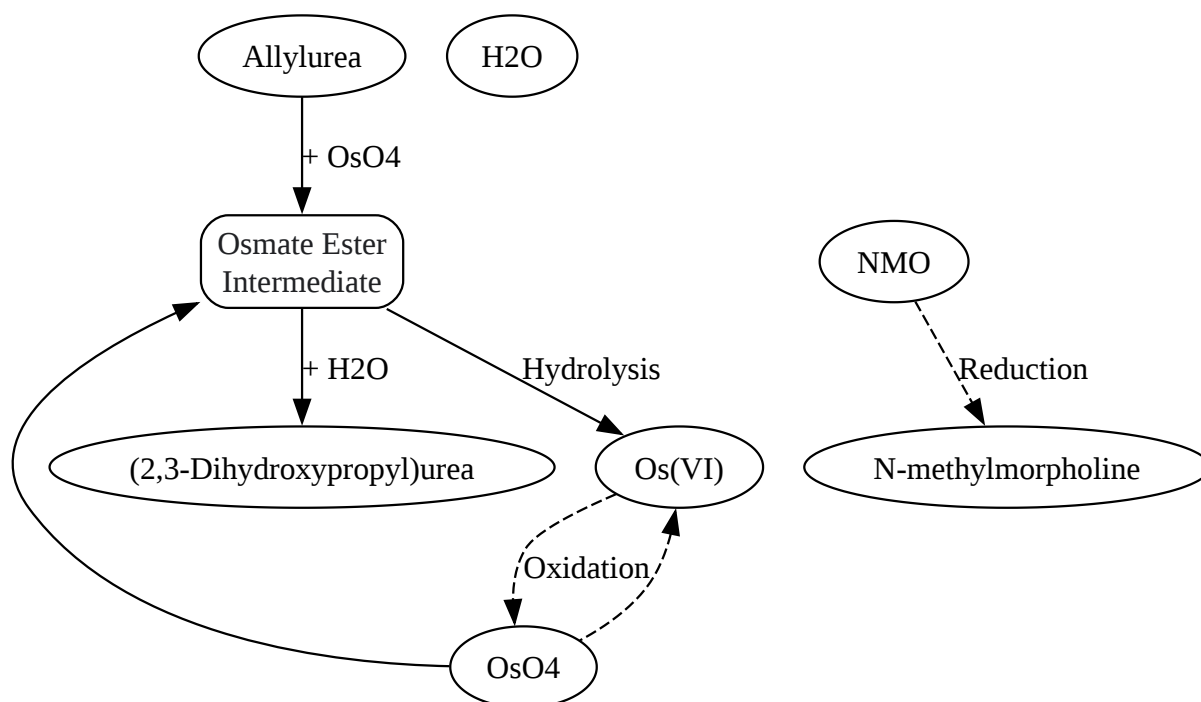 Allylurea
H2O
+ OsO4
Osmate Ester
Intermediate
NMO
+ H2O
Hydrolysis
Reduction
(2,3-Dihydroxypropyl)urea
Os(VI)
N-methylmorpholine
Oxidation
OsO4